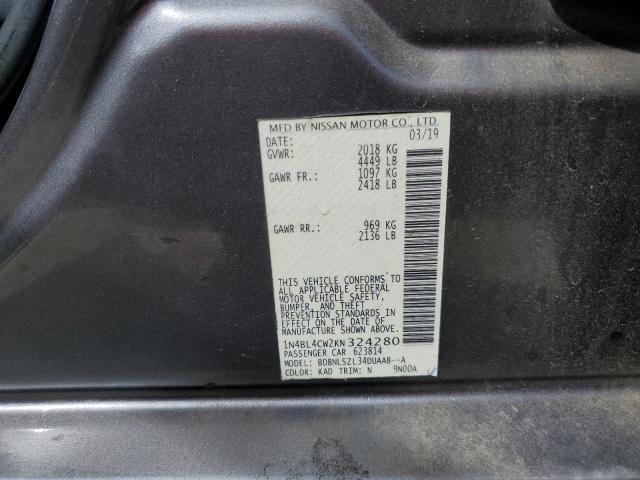 MFD BY NISSAN MOTOR CO., LTD.
DATE: 03/19
GVWR: 2018 KG
4449 LB
GAWR FR.: 1097 KG
2418 LB
GAWR RR.: 969 KG
2136 LB
THIS VEHICLE CONFORMS TO
ALL APPLICABLE FEDERAL
MOTOR VEHICLE SAFETY,
BUMPER, AND THEFT
PREVENTION STANDARDS IN
EFFECT ON THE DATE OF
MANUFACTURE SHOWN ABOVE.
1N4BL4CW2KN324280
PASSENGER CAR 623814
MODEL: BDBNLSZL34DUAAB--A
COLOR: KAD TRIM: N 9N00A